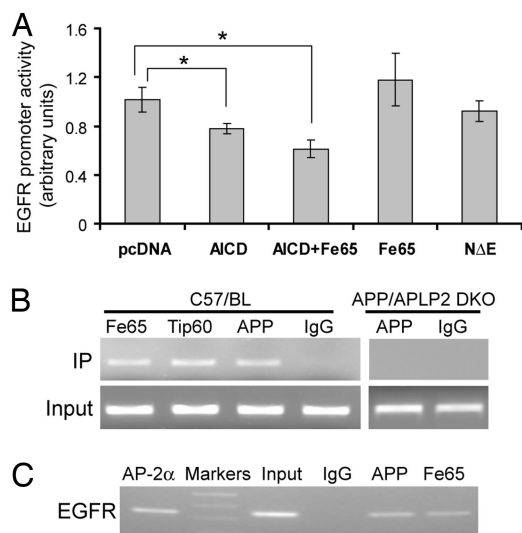 A
EGFR promoter activity
(arbitrary units)
1.6
1.2
0.8
0.4
0
*
*
pcDNA AICD AICD+Fe65 Fe65 NΔE
B
C57/BL APP/APLP2 DKO
Fe65 Tip60 APP IgG APP IgG
IP
Input
C
AP-2α Markers Input IgG APP Fe65
EGFR